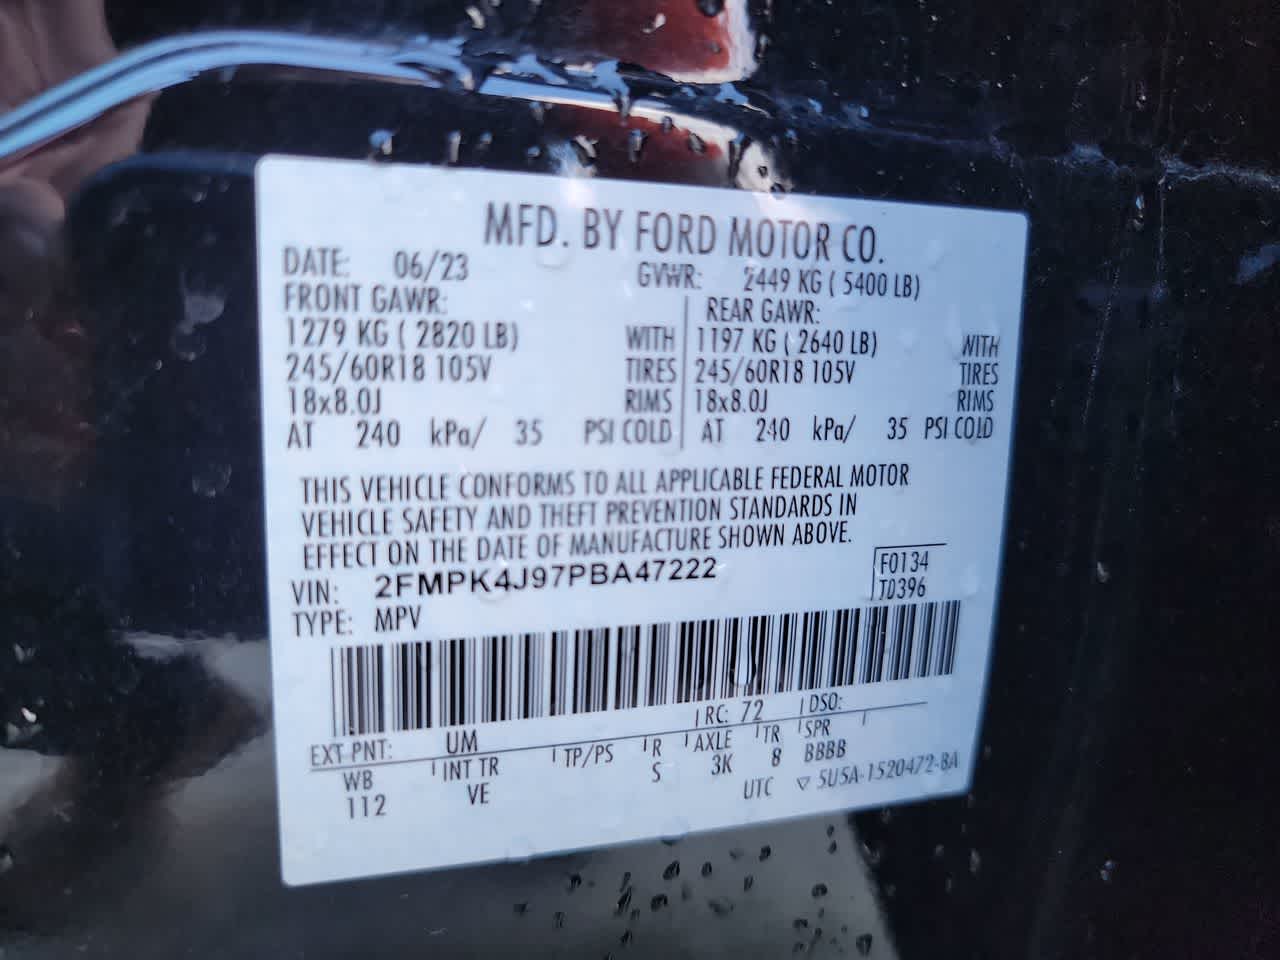 MFD. BY FORD MOTOR CO.
DATE: 06/23 GVWR: 2449 KG ( 5400 LB)
FRONT GAWR: REAR GAWR:
1279 KG ( 2820 LB) WITH 1197 KG ( 2640 LB) WITH
245/60R18 105V TIRES 245/60R18 105V TIRES
18x8.0J RIMS 18x8.0J RIMS
AT 240 kPa/ 35 PSI COLD AT 240 kPa/ 35 PSI COLD
THIS VEHICLE CONFORMS TO ALL APPLICABLE FEDERAL MOTOR
VEHICLE SAFETY AND THEFT PREVENTION STANDARDS IN
EFFECT ON THE DATE OF MANUFACTURE SHOWN ABOVE.
VIN: 2FMPK4J97PBA47222 F0134
TYPE: MPV T0396
EXT PNT: UM RC: 72 DSO:
WB INT TR TP/PS R AXLE TR SPR
112 VE S 3K 8 BBBB
UTC ▽ 5U5A-1520472-BA